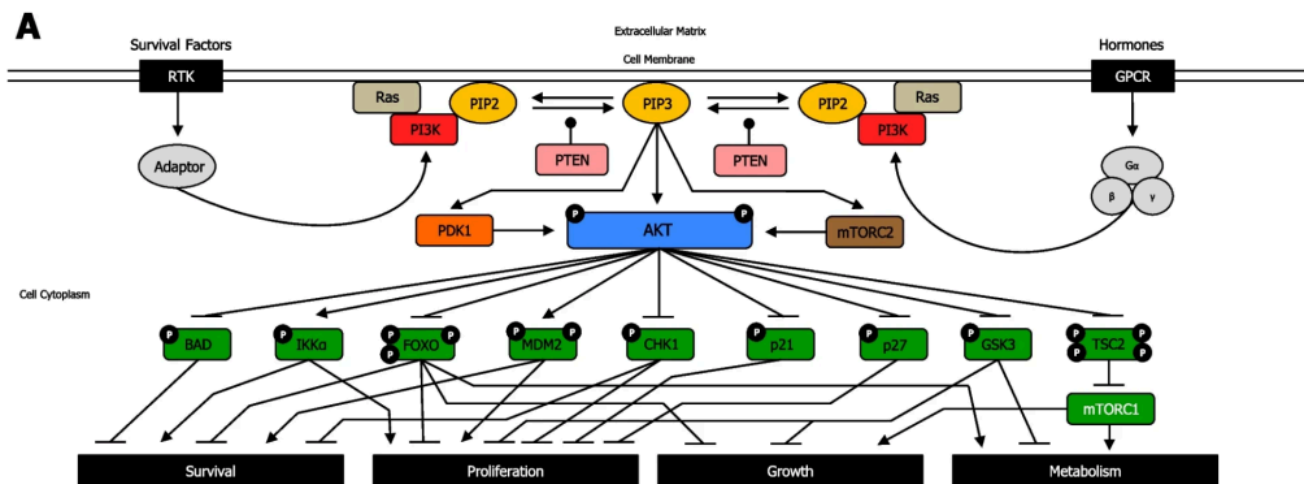 A
Extracellular Matrix
Survival Factors
Hormones
Cell Membrane
RTK
GPCR
Ras
PIP2
PIP3
PIP2
Ras
PI3K
PI3K
Adaptor
PTEN
PTEN
Gα
β
γ
P
P
PDK1
AKT
mTORC2
Cell Cytoplasm
P
BAD
P
IKKα
P
P
P
FOXO
P
P
MDM2
P
CHK1
P
p21
P
p27
P
GSK3
P
P
P
P
TSC2
mTORC1
Survival
Proliferation
Growth
Metabolism